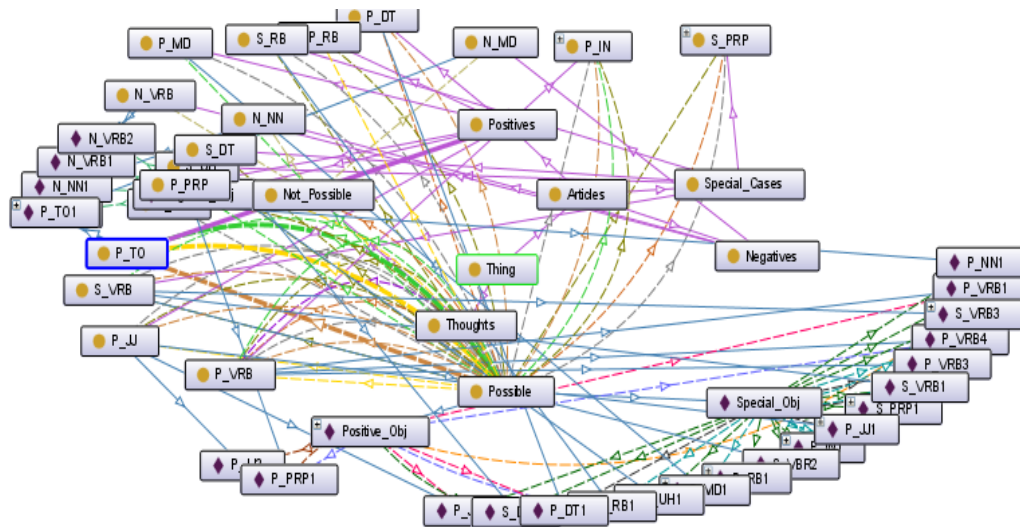 P_DT
P_MD
S_RB
P_RB
N_MD
P_IN
S_PRP
N_VRB
N_NN
Positives
N_VRB2
S_DT
N_VRB1
P_PRP
N_NN1
Not_Possible
Articles
Special_Cases
P_TO1
P_TO
Negatives
Thing
P_NN1
S_VRB
P_VRB1
S_VRB3
Thoughts
P_JJ
P_VRB4
P_VRB3
P_VRB
Possible
S_VRB1
Special_Obj
S_PRP1
Positive_Obj
P_JJ1
S_VBR2
P_PRP1
MD1
_RB1
UH1
P_DT1